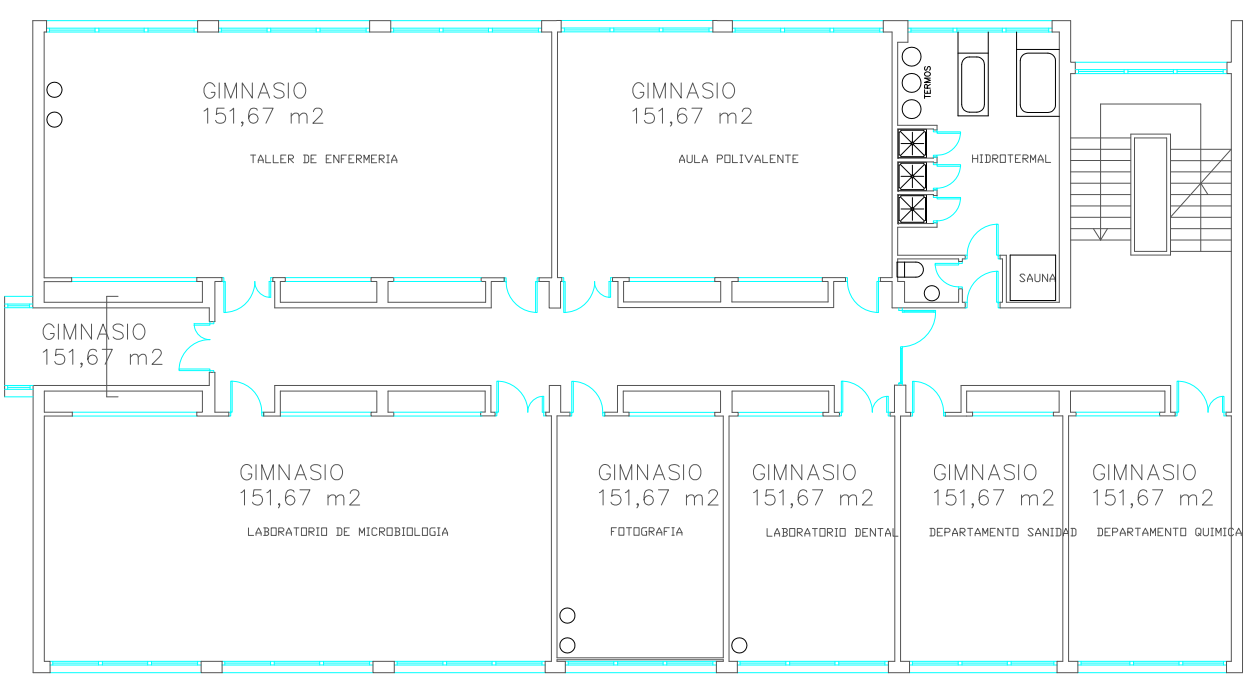 GIMNASIO
151,67 m2
TALLER DE ENFERMERIA
GIMNASIO
151,67 m2
AULA POLIVALENTE
TERMOS
HIDROTERMAL
SAUNA
GIMNASIO
151,67 m2
GIMNASIO
151,67 m2
LABORATORIO DE MICROBIOLOGIA
GIMNASIO
151,67 m2
FOTOGRAFIA
GIMNASIO
151,67 m2
LABORATORIO DENTAL
GIMNASIO
151,67 m2
DEPARTAMENTO SANIDAD
GIMNASIO
151,67 m2
DEPARTAMENTO QUIMICA